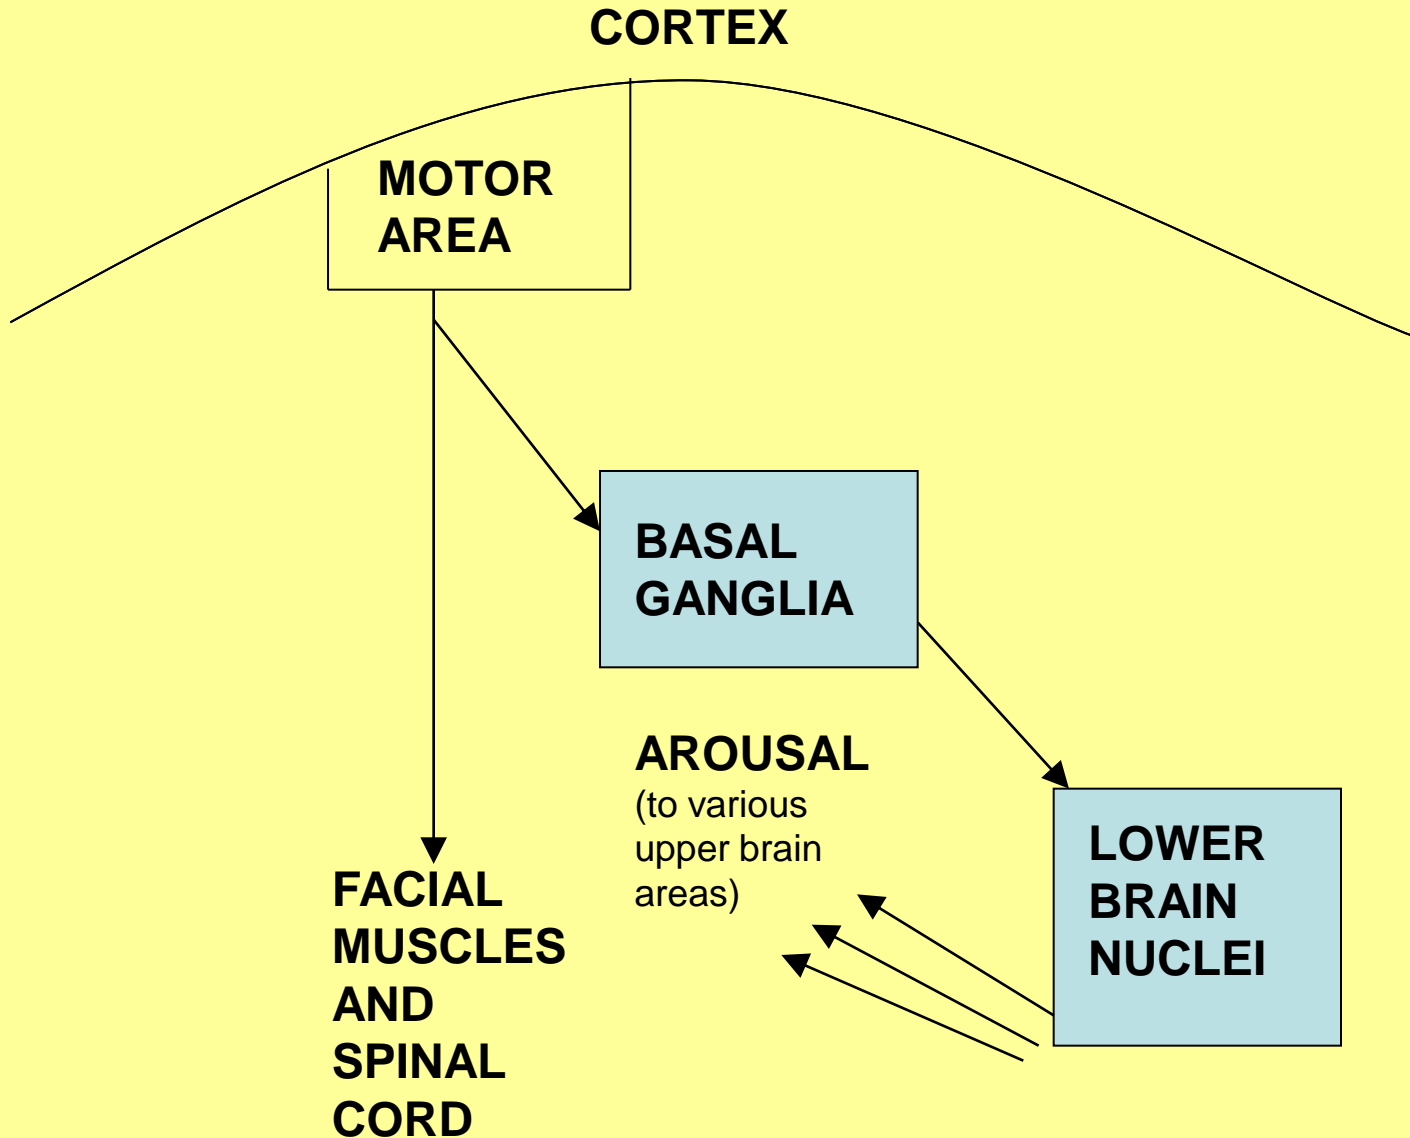 CORTEX
MOTOR
AREA
BASAL
GANGLIA
AROUSAL
(to various
upper brain
areas)
LOWER
BRAIN
NUCLEI
FACIAL
MUSCLES
AND
SPINAL
CORD